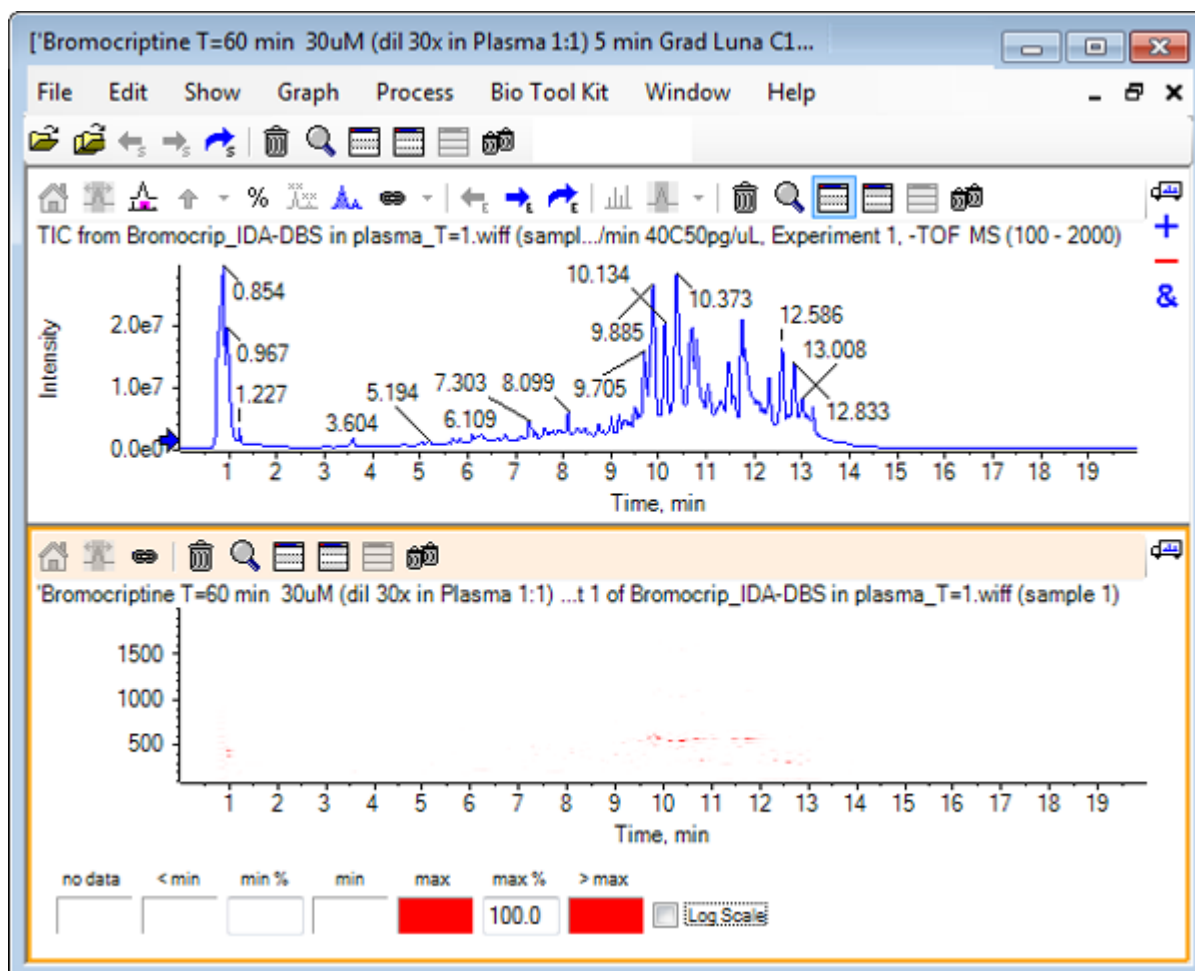 ['Bromocriptine T=60 min 30uM (dil 30x in Plasma 1:1) 5 min Grad Luna C1...
File Edit Show Graph Process Bio Tool Kit Window Help
S S S
% xx xxx E E E
TIC from Bromocrip_IDA-DBS in plasma_T=1.wiff (sampl.../min 40C50pg/uL, Experiment 1, -TOF MS (100 - 2000)
+
−
&
Intensity
2.0e7
1.0e7
0.0e0
0.854
0.967
1.227
3.604
5.194
6.109
7.303
8.099
9.705
9.885
10.134
10.373
12.586
13.008
12.833
1 2 3 4 5 6 7 8 9 10 11 12 13 14 15 16 17 18 19
Time, min
'Bromocriptine T=60 min 30uM (dil 30x in Plasma 1:1) ...t 1 of Bromocrip_IDA-DBS in plasma_T=1.wiff (sample 1)
1500
1000
500
1 2 3 4 5 6 7 8 9 10 11 12 13 14 15 16 17 18 19
Time, min
no data < min min % min max max % > max
100.0 Log Scale